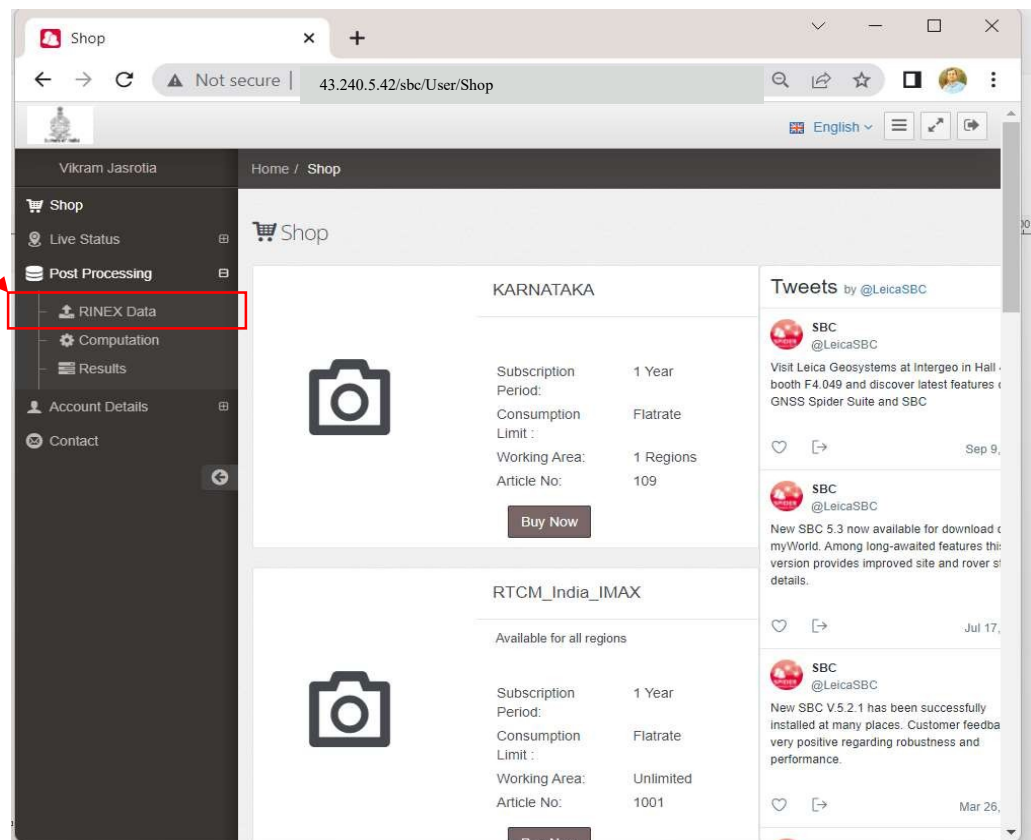 Shop
Not secure | 43.240.5.42/sbc/User/Shop
English
Vikram Jasrotia
Home / Shop
Shop
Live Status
Post Processing
RINEX Data
Computation
Results
Account Details
Contact
Shop
KARNATAKA
Subscription Period: 1 Year
Consumption Limit : Flatrate
Working Area: 1 Regions
Article No: 109
Buy Now
RTCM_India_IMAX
Available for all regions
Subscription Period: 1 Year
Consumption Limit : Flatrate
Working Area: Unlimited
Article No: 1001
Buy Now
Tweets by @LeicaSBC
SBC
@LeicaSBC
Visit Leica Geosystems at Intergeo in Hall
booth F4.049 and discover latest features
GNSS Spider Suite and SBC
Sep 9,
SBC
@LeicaSBC
New SBC 5.3 now available for download
myWorld. Among long-awaited features
version provides improved site and rover
details.
Jul 17,
SBC
@LeicaSBC
New SBC V.5.2.1 has been successfully
installed at many places. Customer
very positive regarding robustness and
performance.
Mar 26,